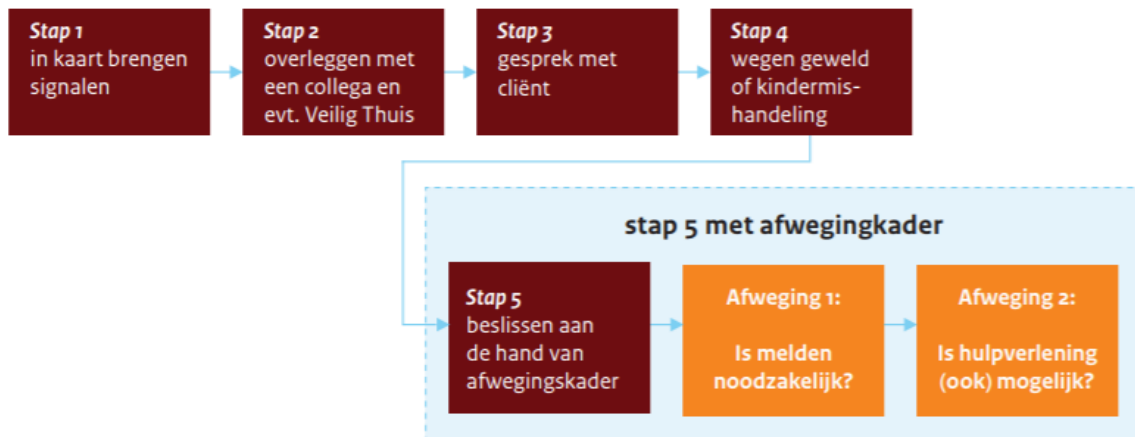 Stap 1
in kaart brengen
signalen
Stap 2
overleggen met
een collega en
evt. Veilig Thuis
Stap 3
gesprek met
cliënt
Stap 4
wegen geweld
of kindermis-
handeling
stap 5 met afwegingkader
Stap 5
beslissen aan
de hand van
afwegingskader
Afweging 1:
Is melden
noodzakelijk?
Afweging 2:
Is hulpverlening
(ook) mogelijk?